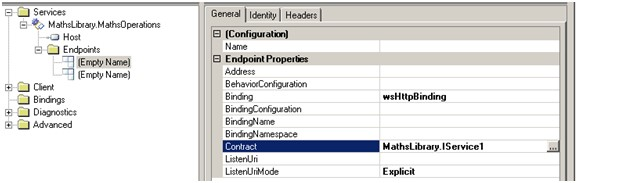 Services
MathsLibrary.MathsOperations
Host
Endpoints
(Empty Name)
(Empty Name)
Client
Bindings
Diagnostics
Advanced
General Identity Headers
(Configuration)
Name
Endpoint Properties
Address
BehaviorConfiguration
Binding wsHttpBinding
BindingConfiguration
BindingName
BindingNamespace
Contract MathsLibrary.IService1 ...
ListenUri
ListenUriMode Explicit